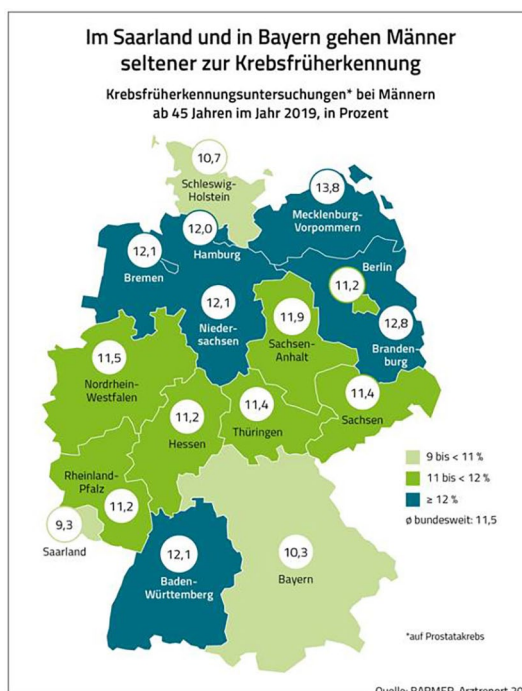 Im Saarland und in Bayern gehen Männer
seltener zur Krebsfrüherkennung
Krebsfrüherkennungsuntersuchungen* bei Männern
ab 45 Jahren im Jahr 2019, in Prozent
10,7
Schleswig-
Holstein
13,8
Mecklenburg-
Vorpommern
12,0
Hamburg
12,1
Bremen
Berlin
11,2
12,1
Nieder-
sachsen
11,9
Sachsen-
Anhalt
12,8
Branden-
burg
11,5
Nordrhein-
Westfalen
11,2
Hessen
11,4
Thüringen
11,4
Sachsen
9 bis < 11 %
11 bis < 12 %
≥ 12 %
ø bundesweit: 11,5
Rheinland-
Pfalz
11,2
9,3
Saarland
12,1
Baden-
Württemberg
10,3
Bayern
*auf Prostatakrebs
Quelle: BARMER-Arztreport 20